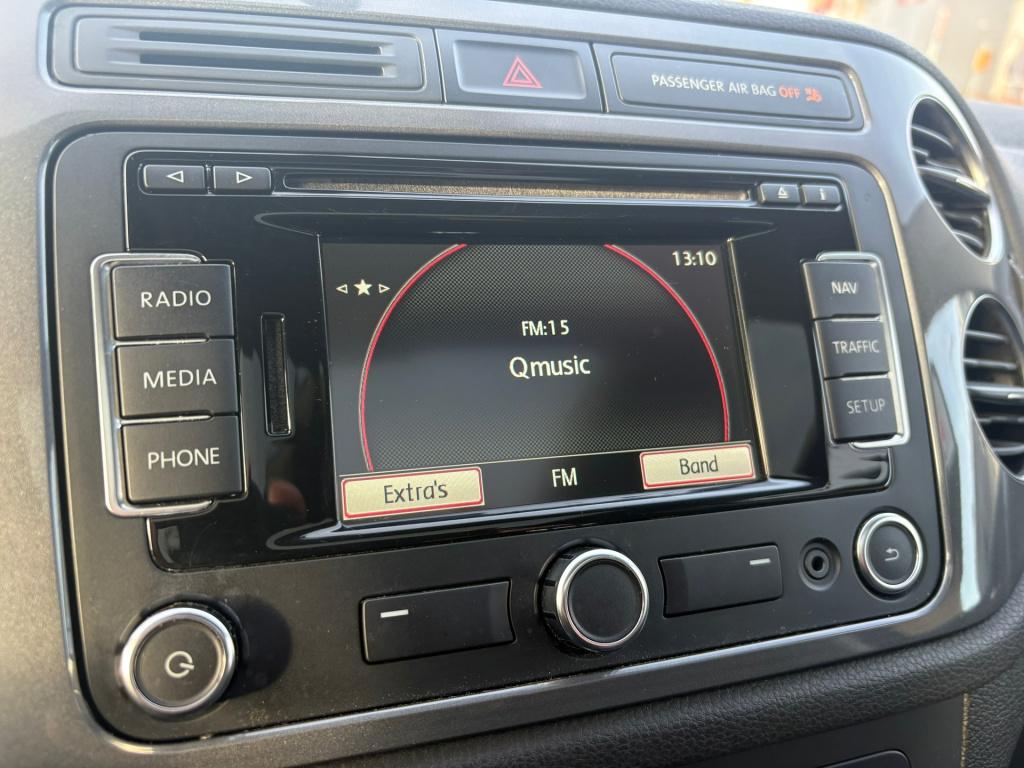 PASSENGER AIR BAG OFF
RADIO
MEDIA
PHONE
13:10
FM:15
Qmusic
Extra's
FM
Band
NAV
TRAFFIC
SETUP
i